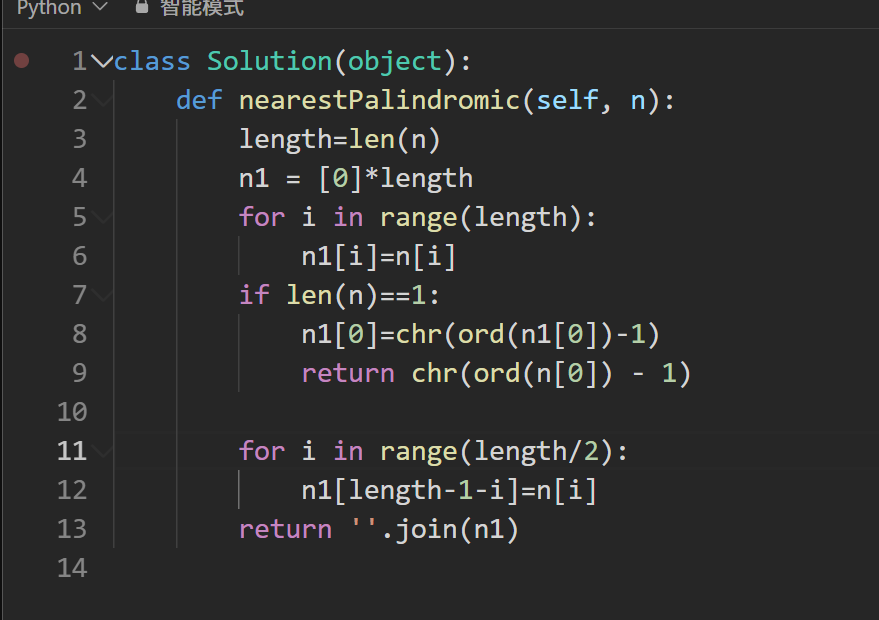 Python 智能模式
1 class Solution(object):
2 def nearestPalindromic(self, n):
3 length=len(n)
4 n1 = [0]*length
5 for i in range(length):
6 n1[i]=n[i]
7 if len(n)==1:
8 n1[0]=chr(ord(n1[0])-1)
9 return chr(ord(n[0]) - 1)
10
11 for i in range(length/2):
12 n1[length-1-i]=n[i]
13 return ''.join(n1)
14